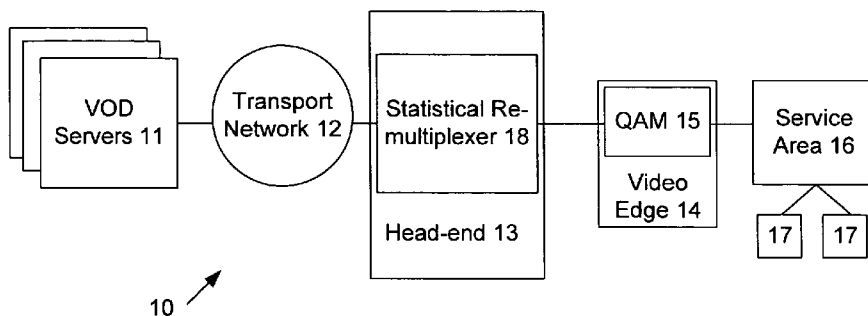 VOD
Servers 11
Transport
Network 12
Statistical Re-
multiplexer 18
Head-end 13
QAM 15
Video
Edge 14
Service
Area 16
17
17
10